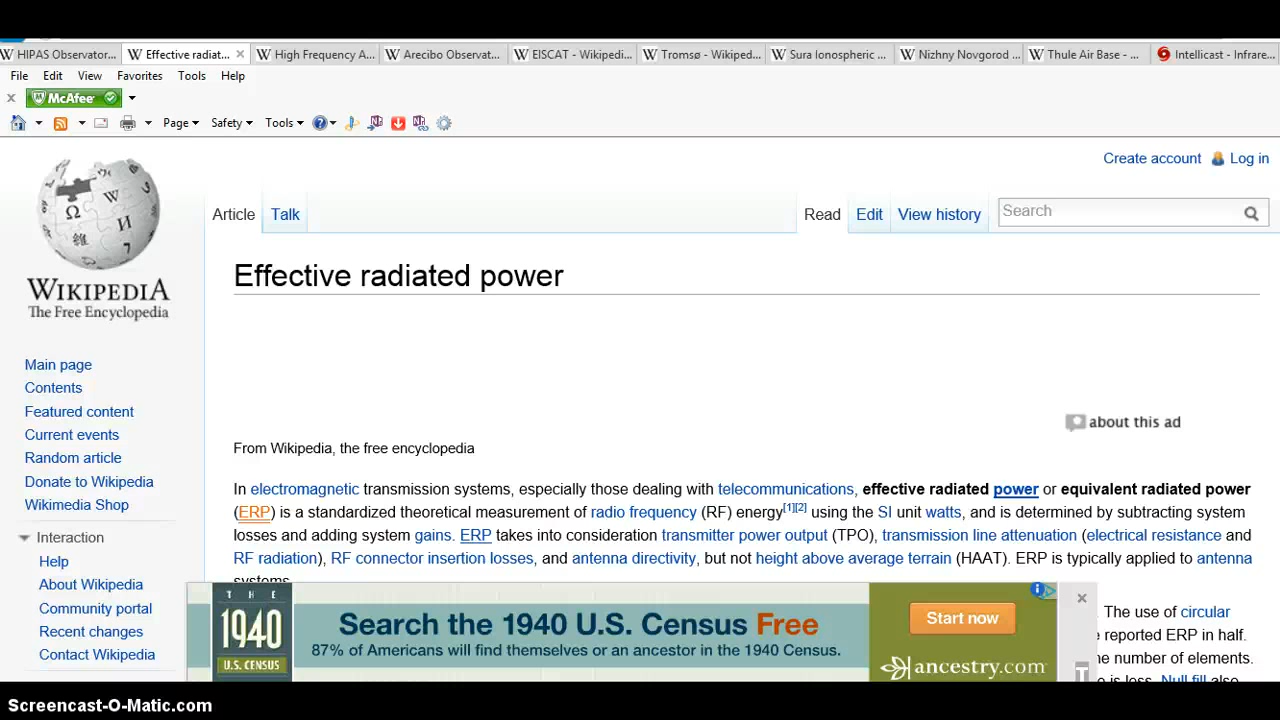 HIPAS Observator... Effective radiat... High Frequency A... Arecibo Observat... EISCAT - Wikipedi... Tromsø - Wikiped... Sura Ionospheric ... Nizhny Novgorod ... Thule Air Base - ... Intellicast - Infrare...
File Edit View Favorites Tools Help
McAfee
Page Safety Tools
Create account Log in
Article Talk Read Edit View history Search
WIKIPEDIA
The Free Encyclopedia
Effective radiated power
Main page
Contents
Featured content
Current events
Random article
Donate to Wikipedia
Wikimedia Shop
Interaction
Help
About Wikipedia
Community portal
Recent changes
Contact Wikipedia
about this ad
From Wikipedia, the free encyclopedia
In electromagnetic transmission systems, especially those dealing with telecommunications, effective radiated power or equivalent radiated power
(ERP) is a standardized theoretical measurement of radio frequency (RF) energy[1][2] using the SI unit watts, and is determined by subtracting system
losses and adding system gains. ERP takes into consideration transmitter power output (TPO), transmission line attenuation (electrical resistance and
RF radiation), RF connector insertion losses, and antenna directivity, but not height above average terrain (HAAT). ERP is typically applied to antenna
systems.
. The use of circular
reported ERP in half.
number of elements.
is less. Null fill also
THE
1940
U.S. CENSUS
Search the 1940 U.S. Census Free
87% of Americans will find themselves or an ancestor in the 1940 Census.
Start now
ancestry.com
Screencast-O-Matic.com